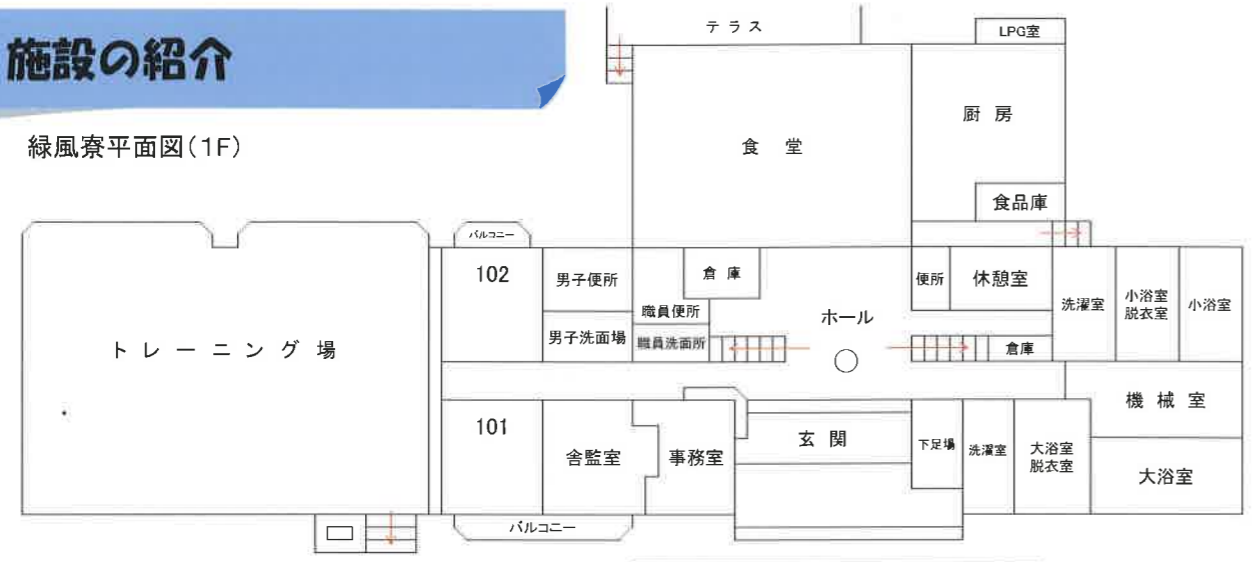 施設の紹介
緑風寮平面図(1F)
テラス
LPG室
厨房
食堂
食品庫
バルコニー
102
男子便所
倉庫
便所
休憩室
洗濯室
小浴室
脱衣室
小浴室
職員便所
ホール
トレーニング場
男子洗面場
職員洗面所
倉庫
機械室
101
舎監室
事務室
玄関
下足場
洗濯室
大浴室
脱衣室
大浴室
バルコニー